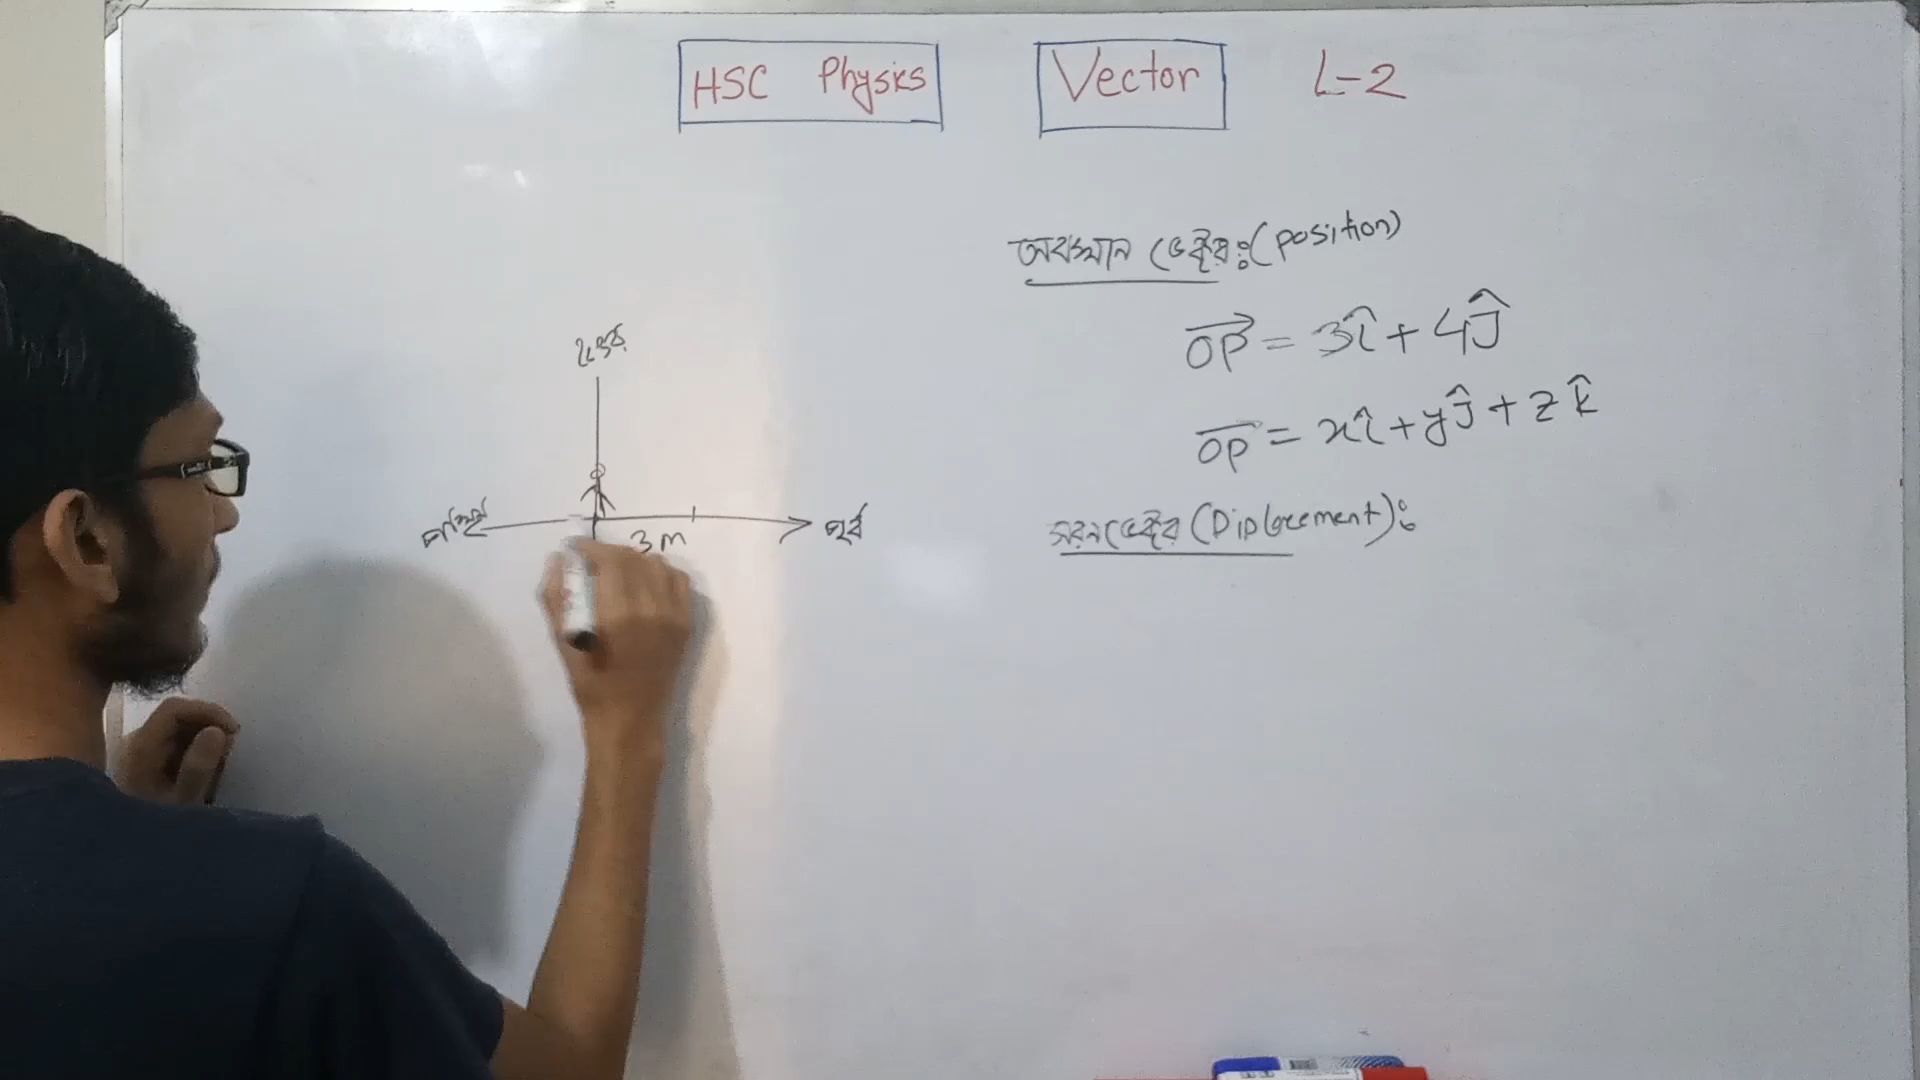 HSC Physics Vector L-2
অবস্থান ভেক্টর:(position)
উত্তর
OP = 3î + 4ĵ
OP = xî + yĵ + zk̂
পশ্চিম 3m পূর্ব
সরনভেক্টর (Displacement):